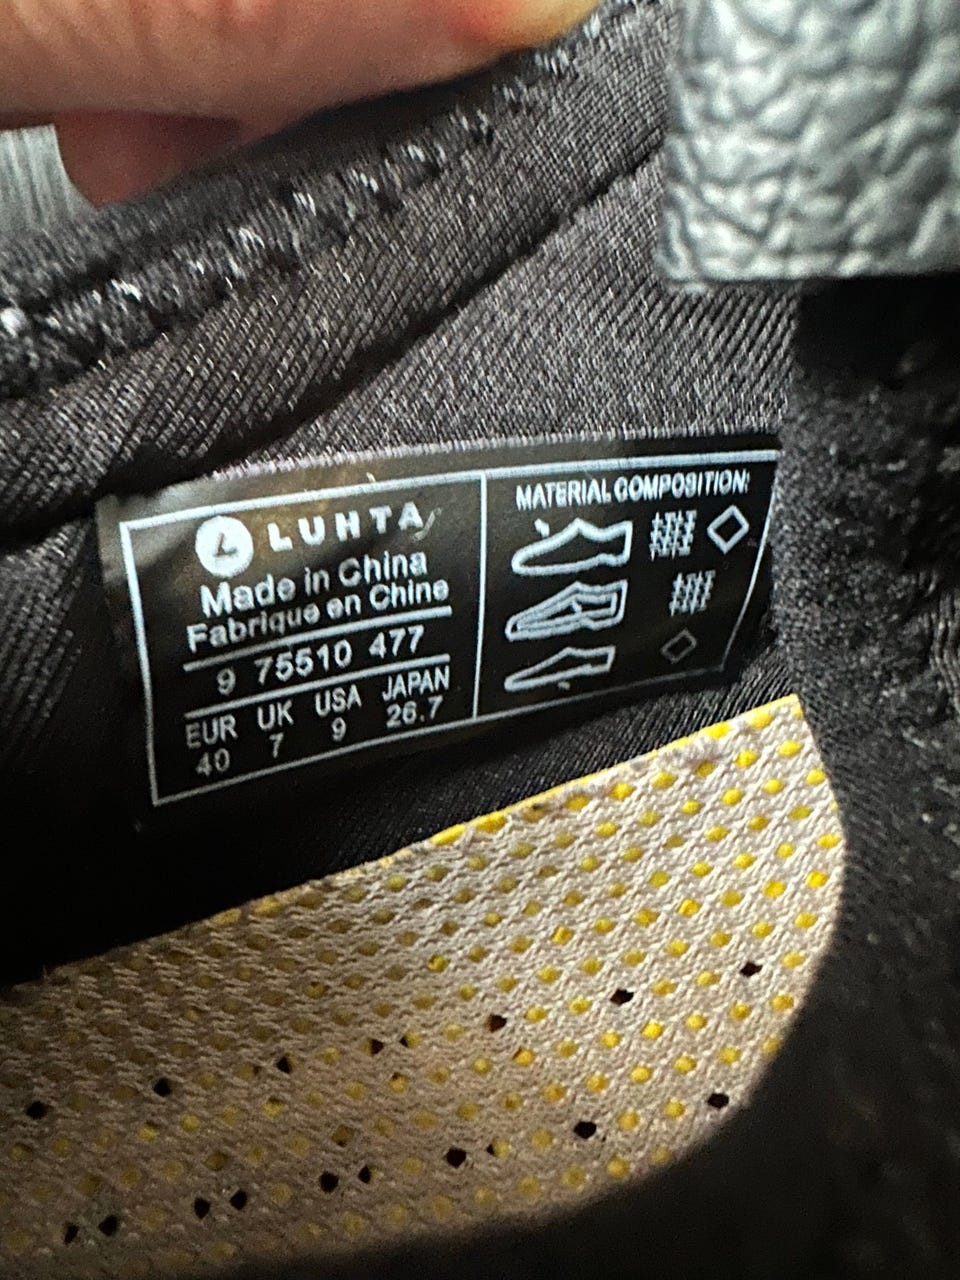 L LUHTA
Made in China
Fabrique en Chine
9 75510 477
EUR UK USA JAPAN
40 7 9 26.7
MATERIAL COMPOSITION: